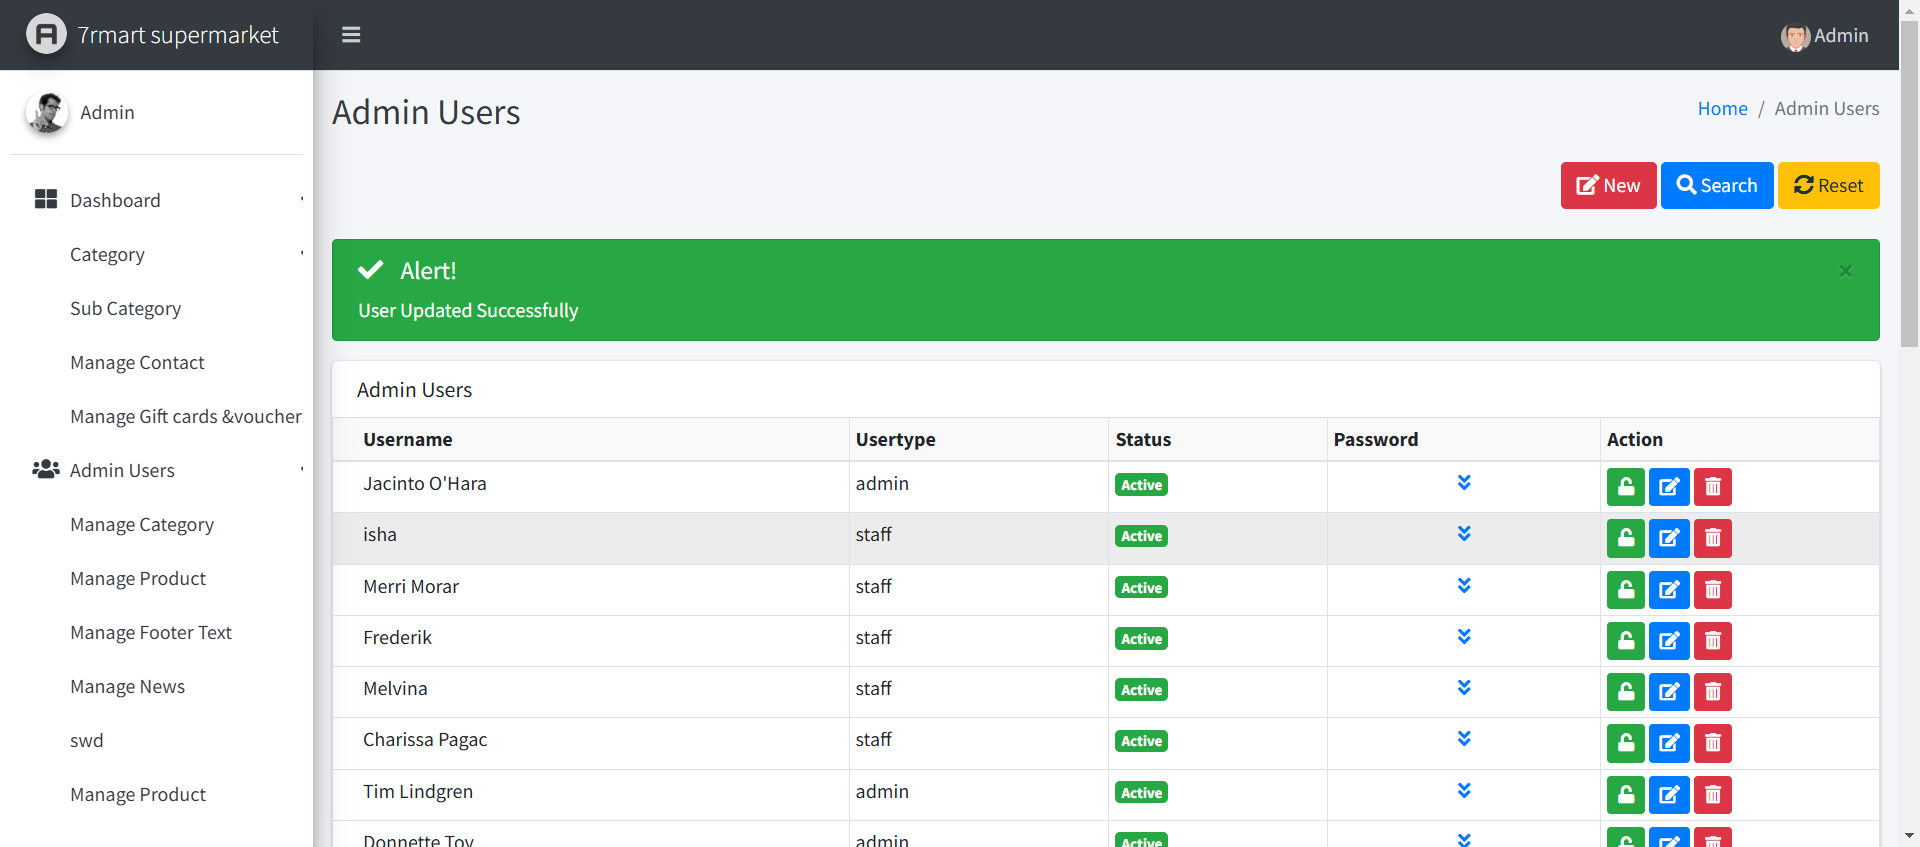 7rmart supermarket
Admin
Admin
Dashboard
Category
Sub Category
Manage Contact
Manage Gift cards &voucher
Admin Users
Manage Category
Manage Product
Manage Footer Text
Manage News
swd
Manage Product
Admin Users
Home / Admin Users
New Search Reset
Alert!
×
User Updated Successfully
Admin Users
Username Usertype Status Password Action
Jacinto O'Hara admin Active
isha staff Active
Merri Morar staff Active
Frederik staff Active
Melvina staff Active
Charissa Pagac staff Active
Tim Lindgren admin Active
Donnette Toy admin Active